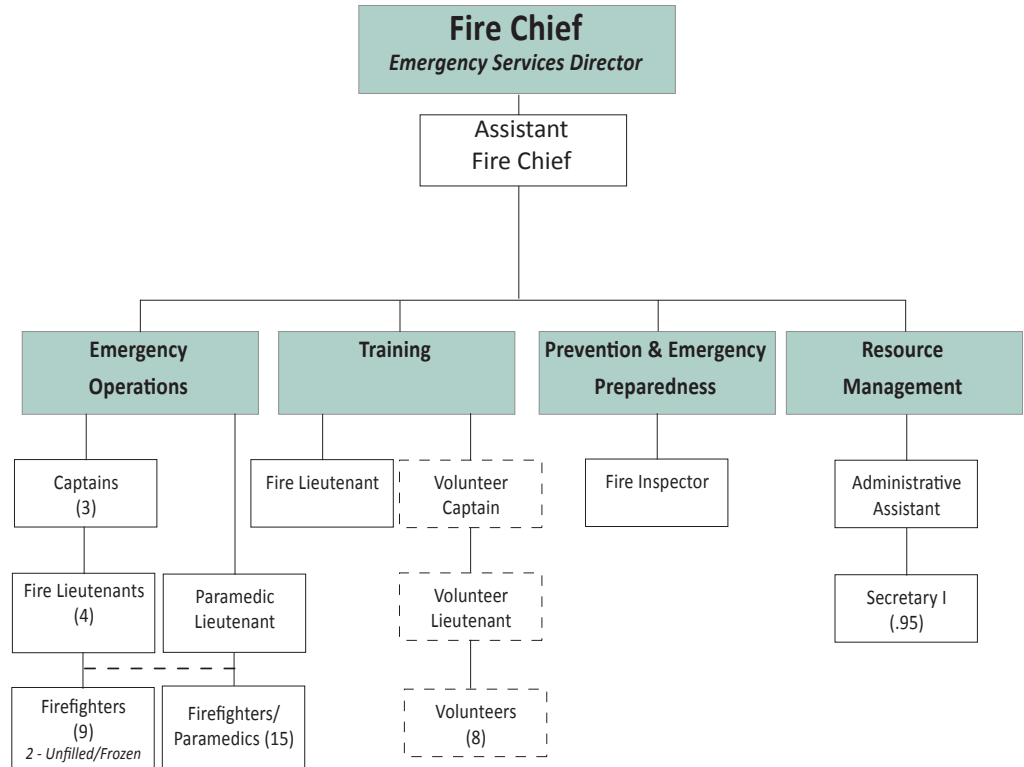 Fire Chief
Emergency Services Director
Assistant
Fire Chief
Emergency
Operations
Training
Prevention & Emergency
Preparedness
Resource
Management
Captains
(3)
Fire Lieutenant
Volunteer
Captain
Fire Inspector
Administrative
Assistant
Fire Lieutenants
(4)
Paramedic
Lieutenant
Volunteer
Lieutenant
Secretary I
(.95)
Firefighters
(9)
2 - Unfilled/Frozen
Firefighters/
Paramedics (15)
Volunteers
(8)